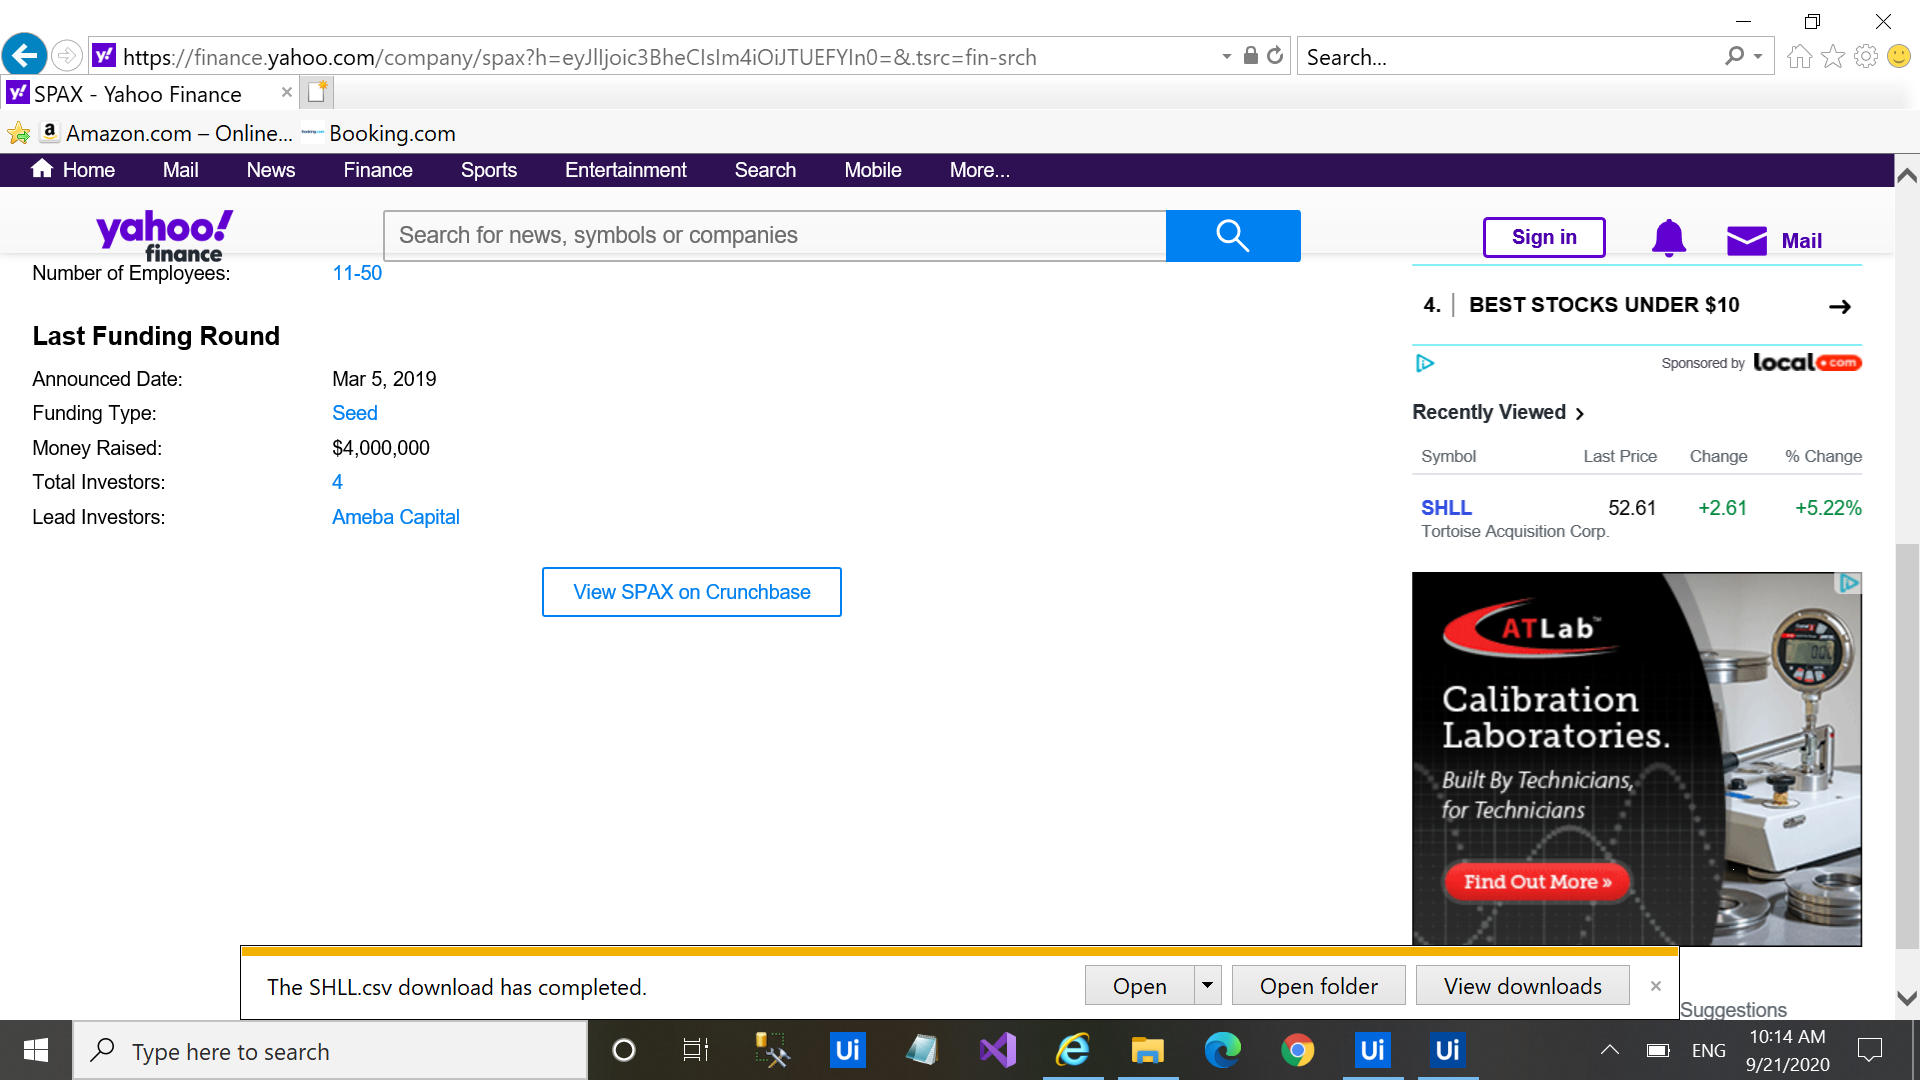 https://finance.yahoo.com/company/spax?h=eyJlIjoic3BheCIsIm4iOiJTUEFYIn0=&.tsrc=fin-srch
Search...
SPAX - Yahoo Finance
Amazon.com – Online...
Booking.com
Home Mail News Finance Sports Entertainment Search Mobile More...
yahoo! finance
Search for news, symbols or companies
Sign in
Mail
Number of Employees: 11-50
Last Funding Round
Announced Date: Mar 5, 2019
Funding Type: Seed
Money Raised: $4,000,000
Total Investors: 4
Lead Investors: Ameba Capital
View SPAX on Crunchbase
4. BEST STOCKS UNDER $10
Sponsored by local.com
Recently Viewed
Symbol Last Price Change % Change
SHLL 52.61 +2.61 +5.22%
Tortoise Acquisition Corp.
ATLab™
Calibration
Laboratories.
Built By Technicians,
for Technicians
Find Out More »
The SHLL.csv download has completed.
Open
Open folder
View downloads
Suggestions
Type here to search
Ui
Ui
Ui
ENG
10:14 AM
9/21/2020